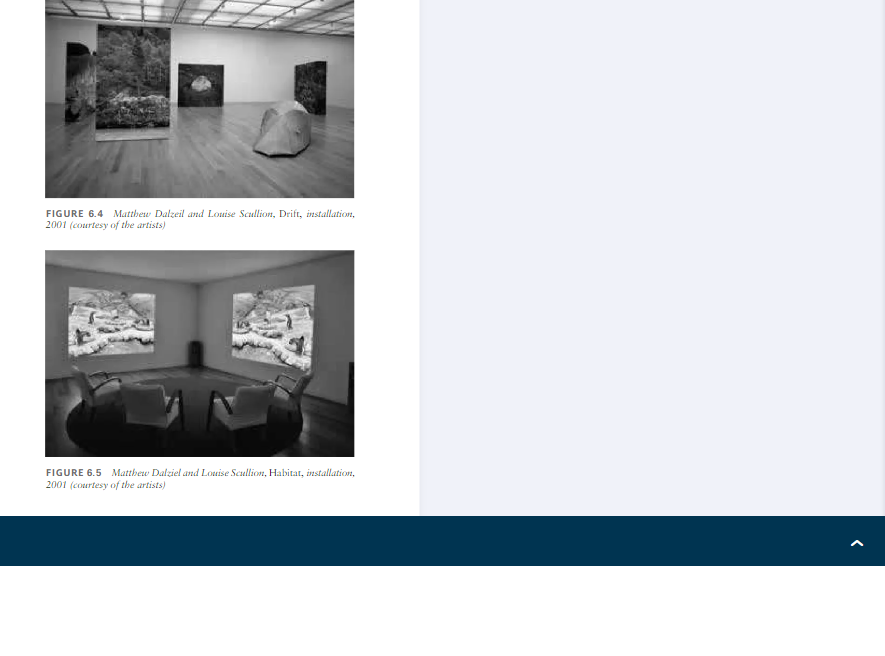 FIGURE 6.4 Matthew Dalzeil and Louise Scullion, Drift, installation,
2001 (courtesy of the artists)
FIGURE 6.5 Matthew Dalziel and Louise Scullion, Habitat, installation,
2001 (courtesy of the artists)